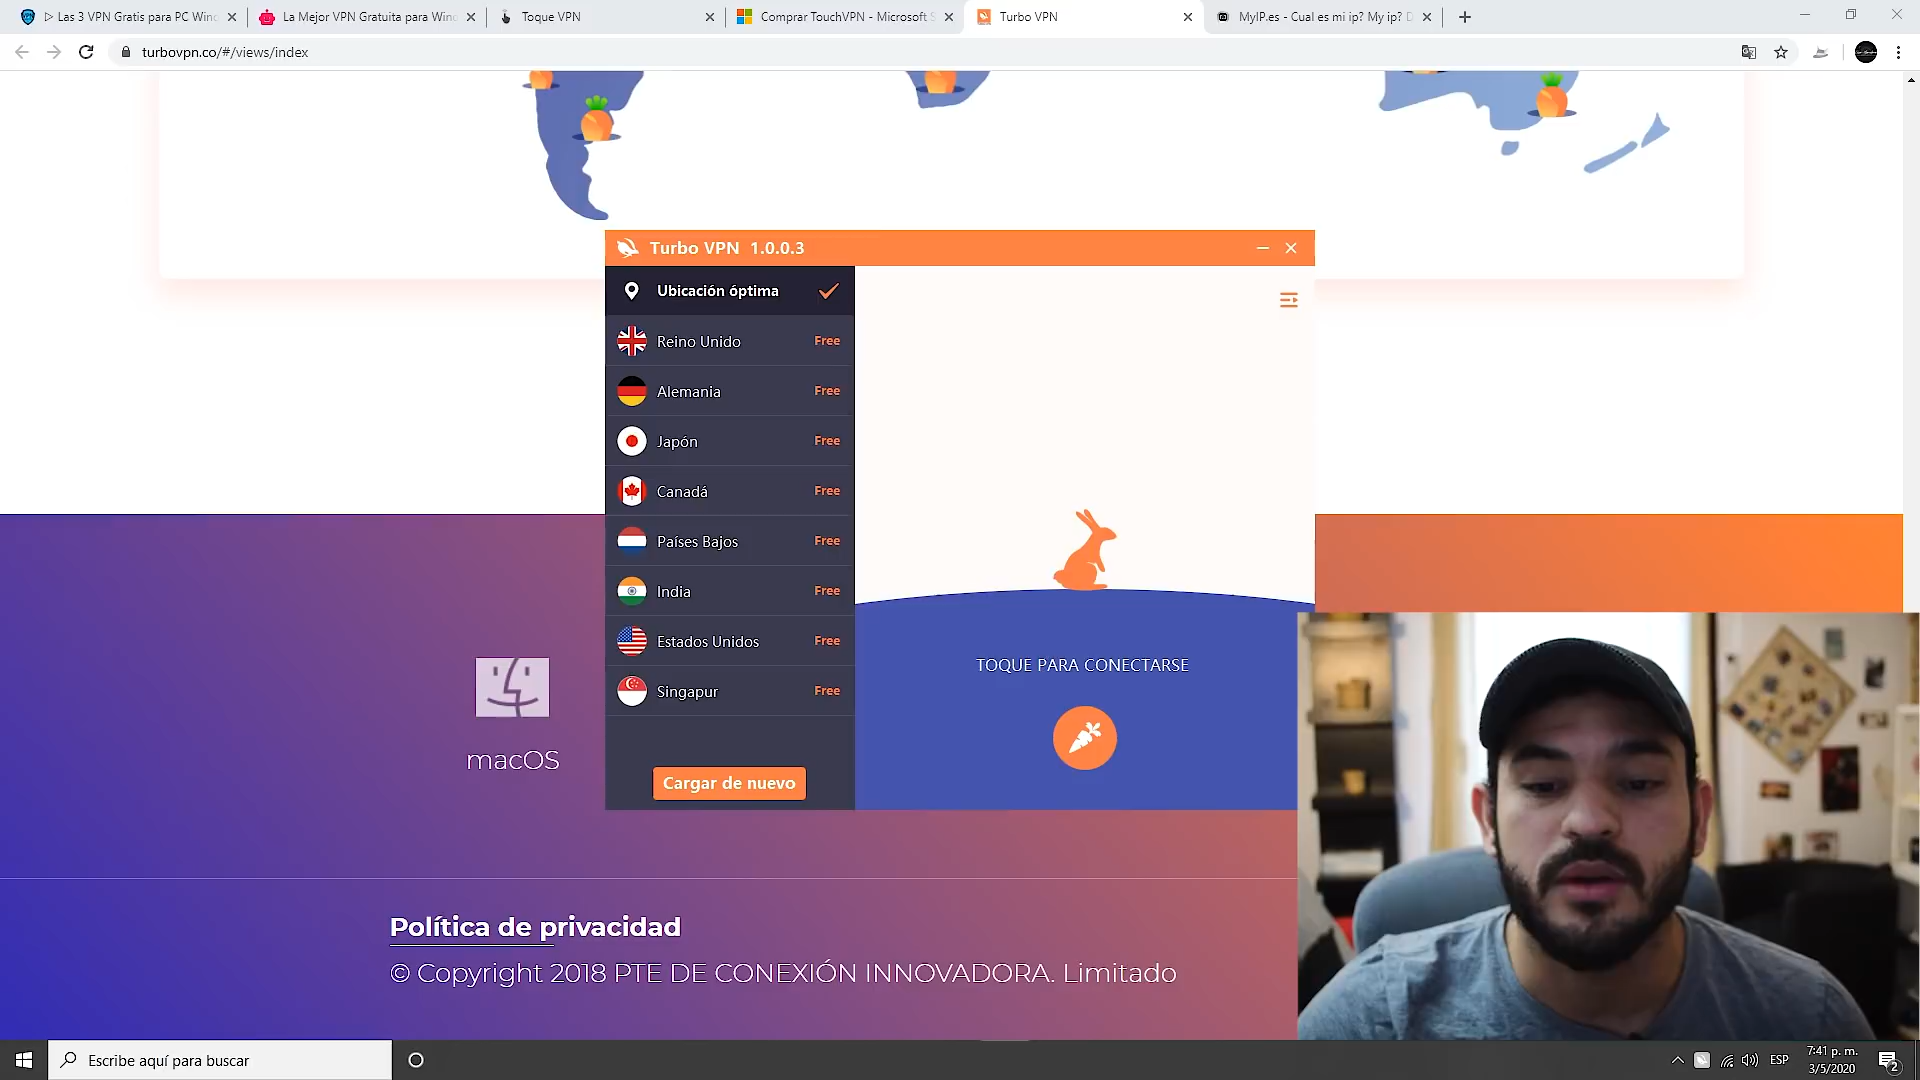 ▷ Las 3 VPN Gratis para PC Wind
La Mejor VPN Gratuita para Wind
Toque VPN
Comprar TouchVPN - Microsoft S
Turbo VPN
MyIP.es - Cual es mi ip? My ip? D
turbovpn.co/#/views/index
Turbo VPN 1.0.0.3
Ubicación óptima
Reino Unido Free
Alemania Free
Japón Free
Canadá Free
Países Bajos Free
India Free
Estados Unidos Free
Singapur Free
Cargar de nuevo
TOQUE PARA CONECTARSE
macOS
Política de privacidad
© Copyright 2018 PTE DE CONEXIÓN INNOVADORA. Limitado
Escribe aquí para buscar
ESP
7:41 p. m.
3/5/2020
2